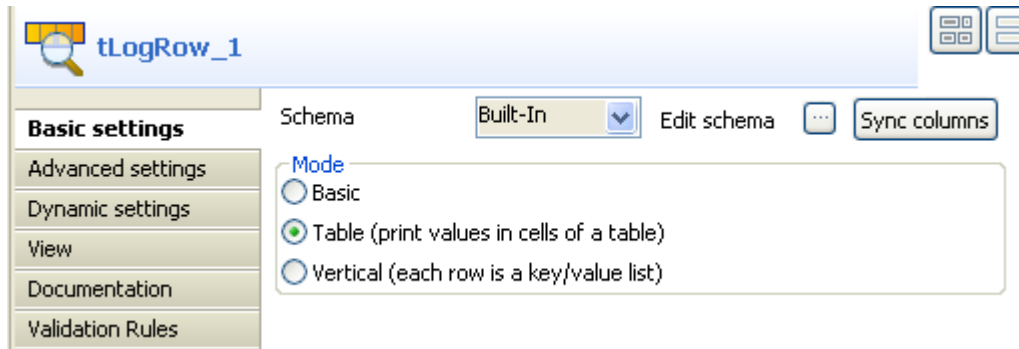 tLogRow_1
Basic settings
Advanced settings
Dynamic settings
View
Documentation
Validation Rules
Schema Built-In Edit schema ... Sync columns
Mode
Basic
Table (print values in cells of a table)
Vertical (each row is a key/value list)